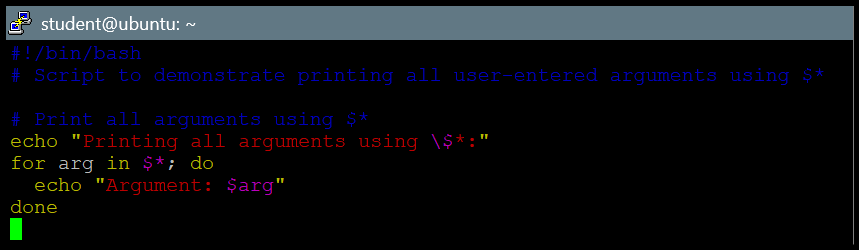 student@ubuntu: ~
#!/bin/bash
# Script to demonstrate printing all user-entered arguments using $*

# Print all arguments using $*
echo "Printing all arguments using \$*:"
for arg in $*; do
  echo "Argument: $arg"
done